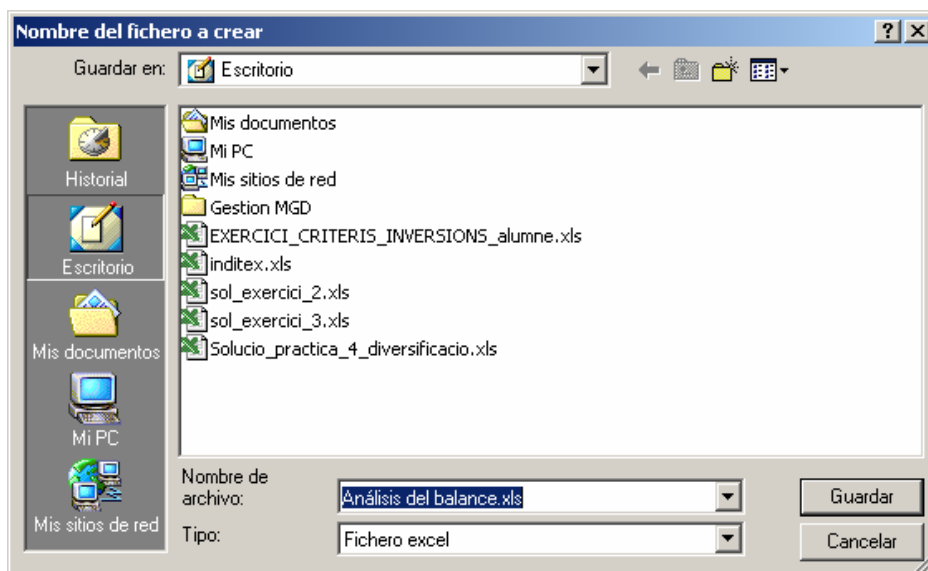 Nombre del fichero a crear
Guardar en:
Escritorio
Historial
Escritorio
Mis documentos
Mi PC
Mis sitios de red
Mis documentos
Mi PC
Mis sitios de red
Gestion MGD
EXERCICI_CRITERIS_INVERSIONS_alumne.xls
inditex.xls
sol_exercici_2.xls
sol_exercici_3.xls
Solucio_practica_4_diversificacio.xls
Nombre de
archivo:
Análisis del balance.xls
Guardar
Tipo:
Fichero excel
Cancelar